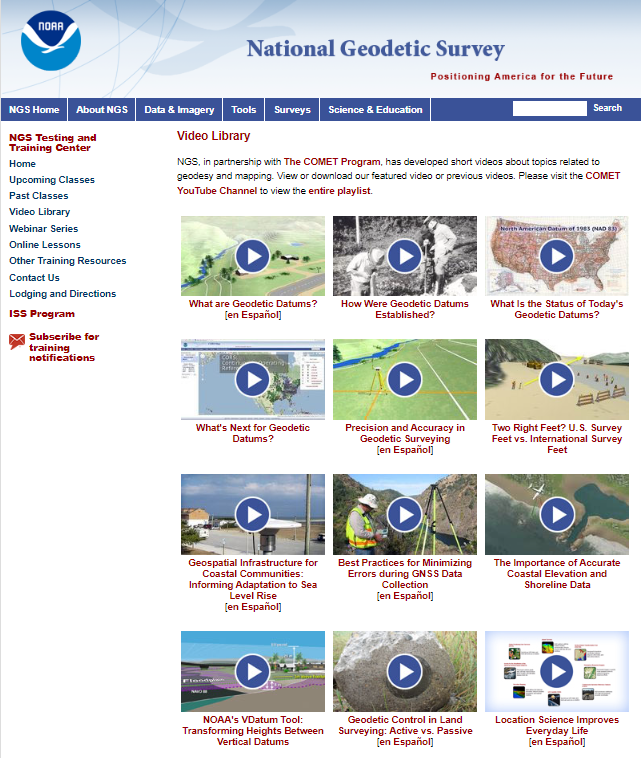 NOAA
National Geodetic Survey
Positioning America for the Future
NGS Home
About NGS
Data & Imagery
Tools
Surveys
Science & Education
Search
NGS Testing and
Training Center
Home
Upcoming Classes
Past Classes
Video Library
Webinar Series
Online Lessons
Other Training Resources
Contact Us
Lodging and Directions
ISS Program
Subscribe for
training
notifications
Video Library
NGS, in partnership with The COMET Program, has developed short videos about topics related to
geodesy and mapping. View or download our featured video or previous videos. Please visit the COMET
YouTube Channel to view the entire playlist.
What are Geodetic Datums?
[en Español]
How Were Geodetic Datums
Established?
North American Datum of 1983 (NAD 83)
What Is the Status of Today's
Geodetic Datums?
What's Next for Geodetic
Datums?
Precision and Accuracy in
Geodetic Surveying
[en Español]
Two Right Feet? U.S. Survey
Feet vs. International Survey
Feet
Geospatial Infrastructure for
Coastal Communities:
Informing Adaptation to Sea
Level Rise
[en Español]
Best Practices for Minimizing
Errors during GNSS Data
Collection
[en Español]
The Importance of Accurate
Coastal Elevation and
Shoreline Data
NOAA's VDatum Tool:
Transforming Heights Between
Vertical Datums
Geodetic Control in Land
Surveying: Active vs. Passive
[en Español]
Location Science Improves
Everyday Life
[en Español]